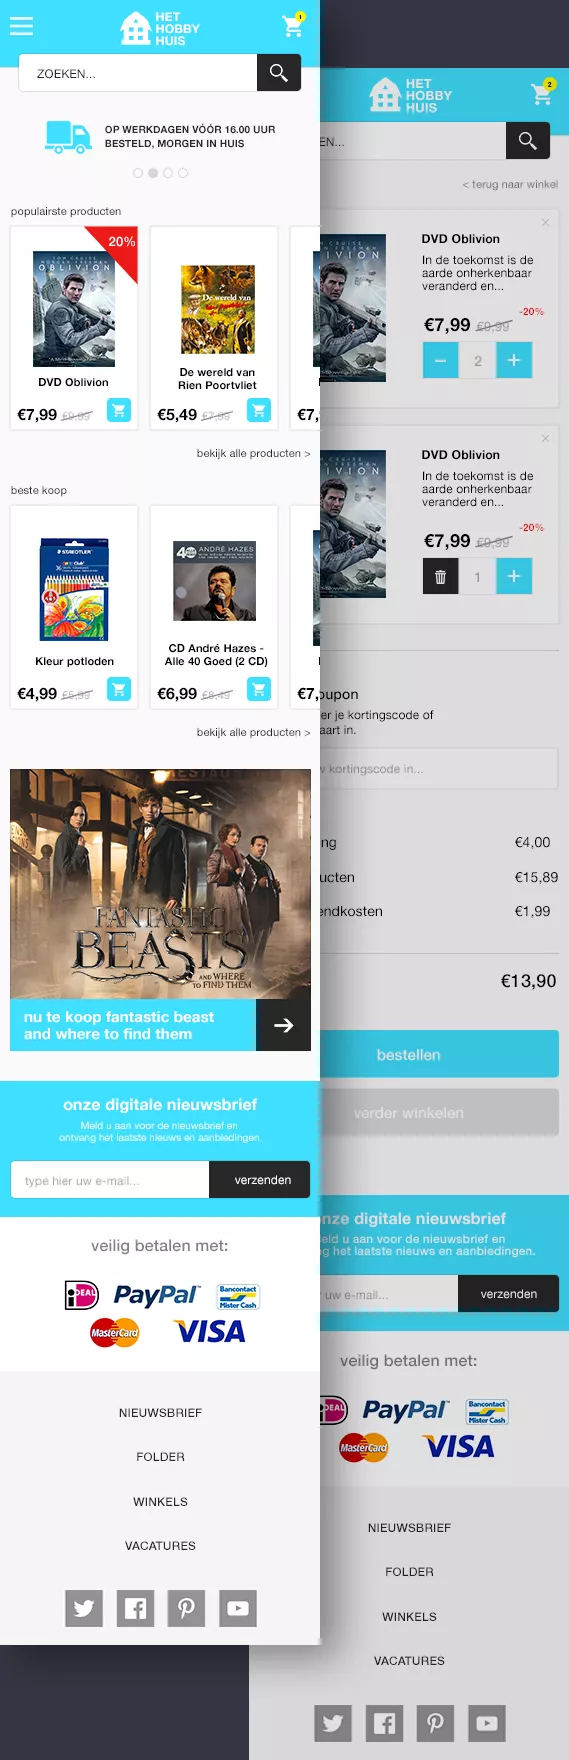 HET
HOBBY
HUIS
1
ZOEKEN...
OP WERKDAGEN VÓÓR 16.00 UUR
BESTELD, MORGEN IN HUIS
populairste producten
20%
OBLIVION
DVD Oblivion
€7,99 €9,99
De wereld van
De wereld van
Rien Poortvliet
€5,49 €7,99
€7,
bekijk alle producten >
beste koop
STAEDTLER
Kleur potloden
€4,99 €5,99
40
ANDRÉ HAZES
CD André Hazes -
Alle 40 Goed (2 CD)
€6,99 €8,49
€7,
bekijk alle producten >
FANTASTIC
BEASTS
AND WHERE
TO FIND THEM
nu te koop fantastic beast
and where to find them
onze digitale nieuwsbrief
Meld u aan voor de nieuwsbrief en
ontvang het laatste nieuws en aanbiedingen.
type hier uw e-mail...
verzenden
veilig betalen met:
iDEAL
PayPal™
Bancontact
Mister Cash
MasterCard
VISA
NIEUWSBRIEF
FOLDER
WINKELS
VACATURES
HET
HOBBY
HUIS
2
EN...
< terug naar winkel
×
DVD Oblivion
In de toekomst is de
aarde onherkenbaar
veranderd en...
-20%
€7,99 €9,99
− 2 +
×
DVD Oblivion
In de toekomst is de
aarde onherkenbaar
veranderd en...
-20%
€7,99 €9,99
1 +
oupon
er je kortingscode of
aart in.
w kortingscode in...
ng €4,00
ucten €15,89
endkosten €1,99
€13,90
bestellen
verder winkelen
onze digitale nieuwsbrief
Meld u aan voor de nieuwsbrief en
ng het laatste nieuws en aanbiedingen.
r uw e-mail...
verzenden
veilig betalen met:
DEAL
PayPal™
Bancontact
Mister Cash
MasterCard
VISA
NIEUWSBRIEF
FOLDER
WINKELS
VACATURES